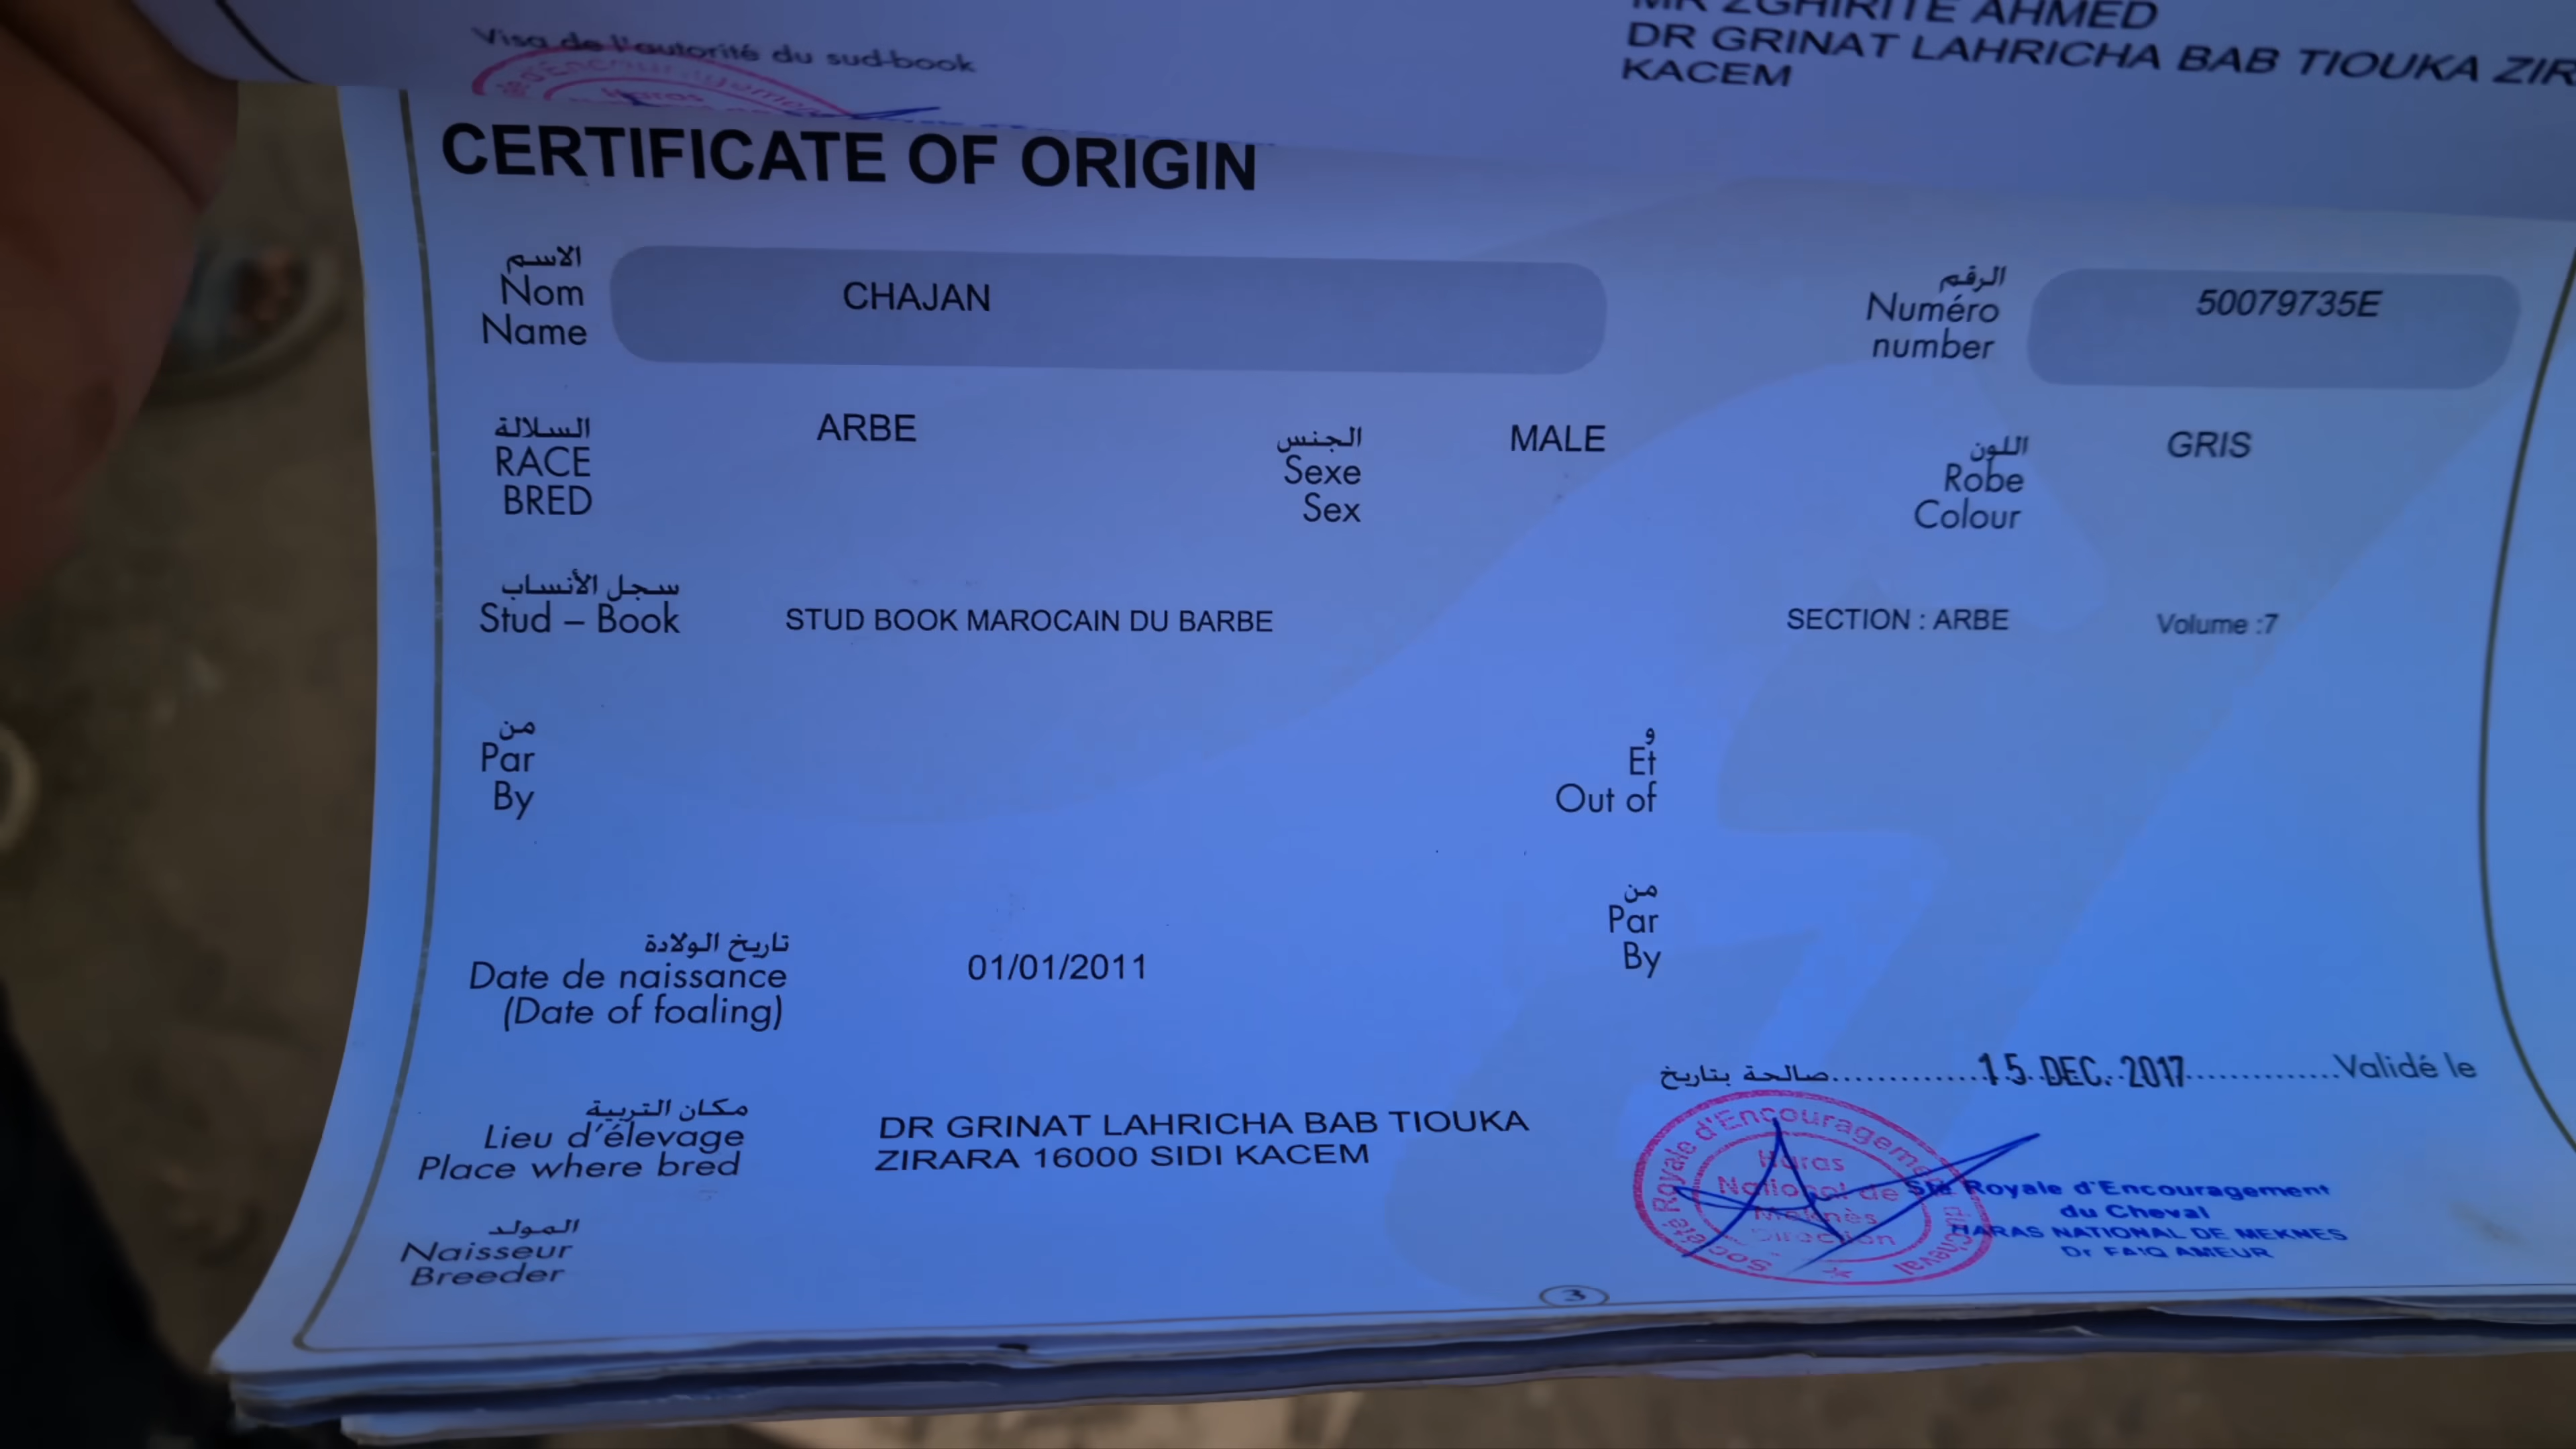 Visa de l'autorité du sud-book
MR ZGHIRITE AHMED
DR GRINAT LAHRICHA BAB TIOUKA ZIR
KACEM
CERTIFICATE OF ORIGIN
الاسم
Nom
Name
CHAJAN
الرقم
Numéro
number
50079735E
السلالة
RACE
BRED
ARBE
الجنس
Sexe
Sex
MALE
اللون
Robe
Colour
GRIS
سجل الأنساب
Stud – Book
STUD BOOK MAROCAIN DU BARBE
SECTION : ARBE
Volume :7
من
Par
By
و
Et
Out of
من
Par
By
تاريخ الولادة
Date de naissance
(Date of foaling)
01/01/2011
صالحة بتاريخ.............15 DEC. 2017.............Validé le
مكان التربية
Lieu d'élevage
Place where bred
DR GRINAT LAHRICHA BAB TIOUKA
ZIRARA 16000 SIDI KACEM
المولد
Naisseur
Breeder
Société Royale d'Encouragement du Cheval
Haras
National de
Meknès
Direction
Sté Royale d'Encouragement
du Cheval
HARAS NATIONAL DE MEKNES
Dr FAIQ AMEUR
3